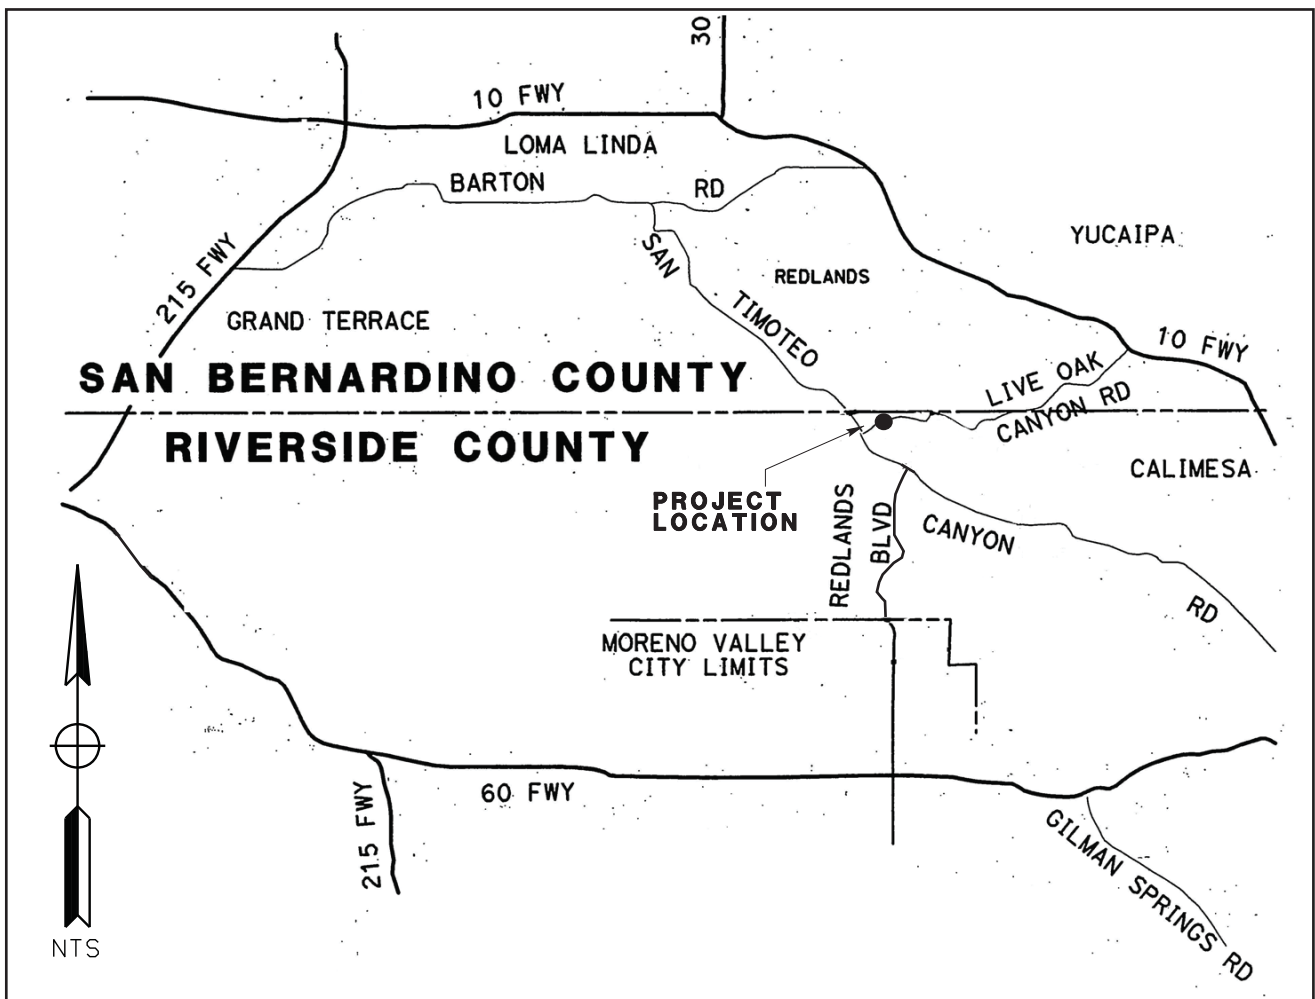 30
10 FWY
LOMA LINDA
BARTON RD
215 FWY
SAN TIMOTEO CANYON RD
YUCAIPA
REDLANDS
GRAND TERRACE
10 FWY
SAN BERNARDINO COUNTY
LIVE OAK
CANYON RD
RIVERSIDE COUNTY
CALIMESA
PROJECT
LOCATION
REDLANDS
BLVD
MORENO VALLEY
CITY LIMITS
60 FWY
215 FWY
GILMAN SPRINGS RD
NTS